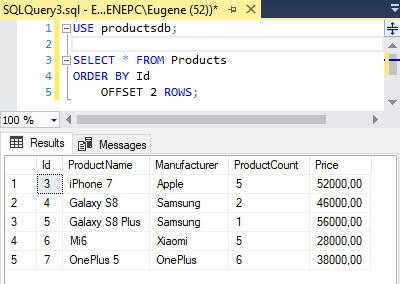 SQLQuery3.sql - E...ENEPC\Eugene (52))*
1 USE productsdb;
2
3 SELECT * FROM Products
4 ORDER BY Id
5 OFFSET 2 ROWS;
100 %
Results Messages
Id ProductName Manufacturer ProductCount Price
1 3 iPhone 7 Apple 5 52000,00
2 4 Galaxy S8 Samsung 2 46000,00
3 5 Galaxy S8 Plus Samsung 1 56000,00
4 6 Mi6 Xiaomi 5 28000,00
5 7 OnePlus 5 OnePlus 6 38000,00